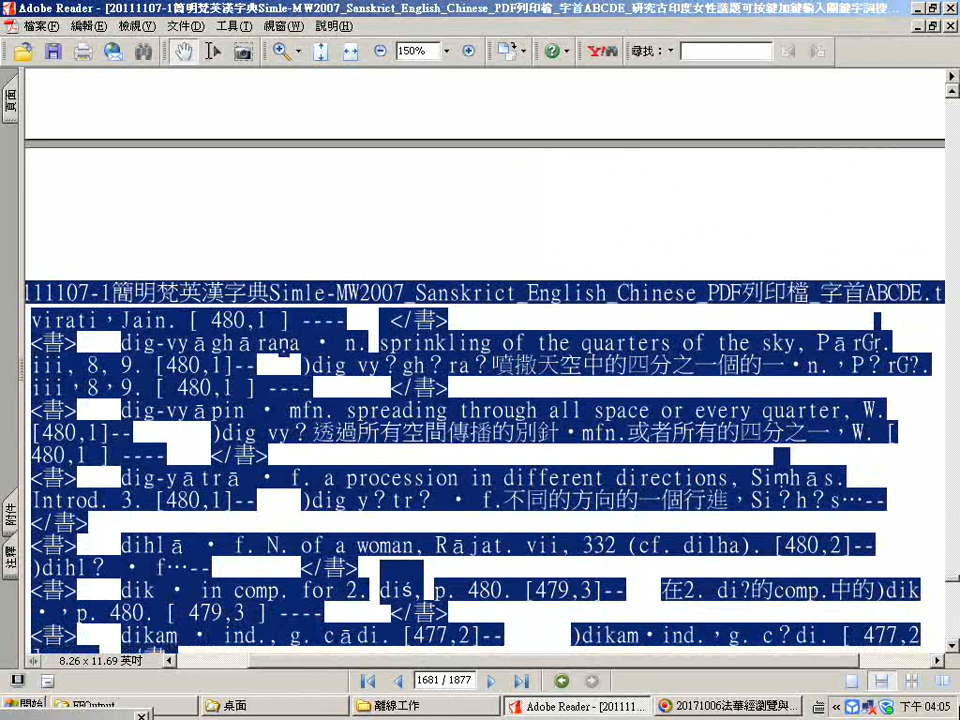 Adobe Reader - [20111107-1簡明梵英漢字典Simle-MW2007_Sanskrict_English_Chinese_PDF列印檔_字首ABCDE_研究古印度女性議題可按鍵加鍵輸入關鍵字詞搜...
檔案(F) 編輯(E) 檢視(V) 文件(D) 工具(T) 視窗(W) 說明(H)
150% Y! 尋找：
頁面
111107-1簡明梵英漢字典Simle-MW2007_Sanskrict_English_Chinese_PDF列印檔_字首ABCDE.t
virati，Jain. [ 480,1 ] ---- </書>
<書> dig-vyāghāraṇa • n. sprinkling of the quarters of the sky, PārGṛ.
iii, 8, 9. [480,1]-- )dig vy？gh？ra？噴撒天空中的四分之一個的一•n.，P？rG?.
iii，8，9. [ 480,1 ] ---- </書>
<書> dig-vyāpin • mfn. spreading through all space or every quarter, W.
[480,1]-- )dig vy？透過所有空間傳播的別針•mfn.或者所有的四分之一，W. [
480,1 ] ---- </書>
<書> dig-yātrā • f. a procession in different directions, Siṃhās.
Introd. 3. [480,1]-- )dig y？tr？ • f.不同的方向的一個行進，Si？h？s…--
</書>
<書> dihlā • f. N. of a woman, Rājat. vii, 332 (cf. dilha). [480,2]--
)dihl？ • f…-- </書>
<書> dik • in comp. for 2. diś, p. 480. [479,3]-- 在2. di?的comp.中的)dik
•，p. 480. [ 479,3 ] ---- </書>
<書> dikam • ind., g. cādi. [477,2]-- )dikam•ind.，g. c？di. [ 477,2
附件
註釋
8.26 x 11.69 英吋
1681 / 1877
開始 FFOutput 桌面 離線工作 Adobe Reader - [2011... 20171006法華經瀏覽與... 下午 04:05